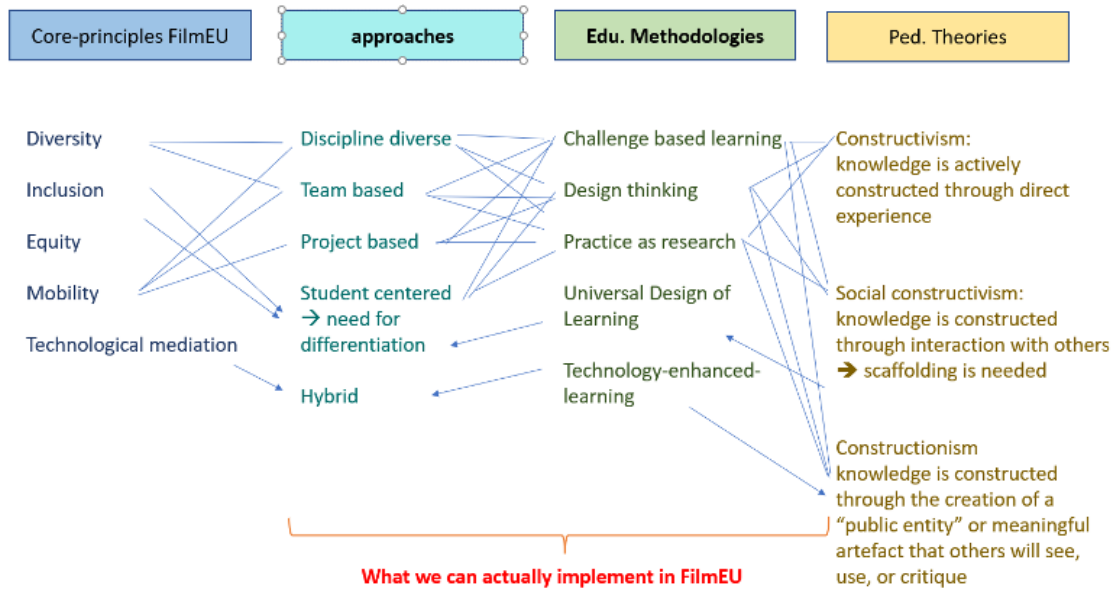 Core-principles FilmEU
approaches
Edu. Methodologies
Ped. Theories
Diversity
Inclusion
Equity
Mobility
Technological mediation
Discipline diverse
Team based
Project based
Student centered
→ need for
differentiation
Hybrid
Challenge based learning
Design thinking
Practice as research
Universal Design of
Learning
Technology-enhanced-
learning
Constructivism:
knowledge is actively
constructed through direct
experience
Social constructivism:
knowledge is constructed
through interaction with others
➔ scaffolding is needed
Constructionism
knowledge is constructed
through the creation of a
“public entity” or meaningful
artefact that others will see,
use, or critique
What we can actually implement in FilmEU